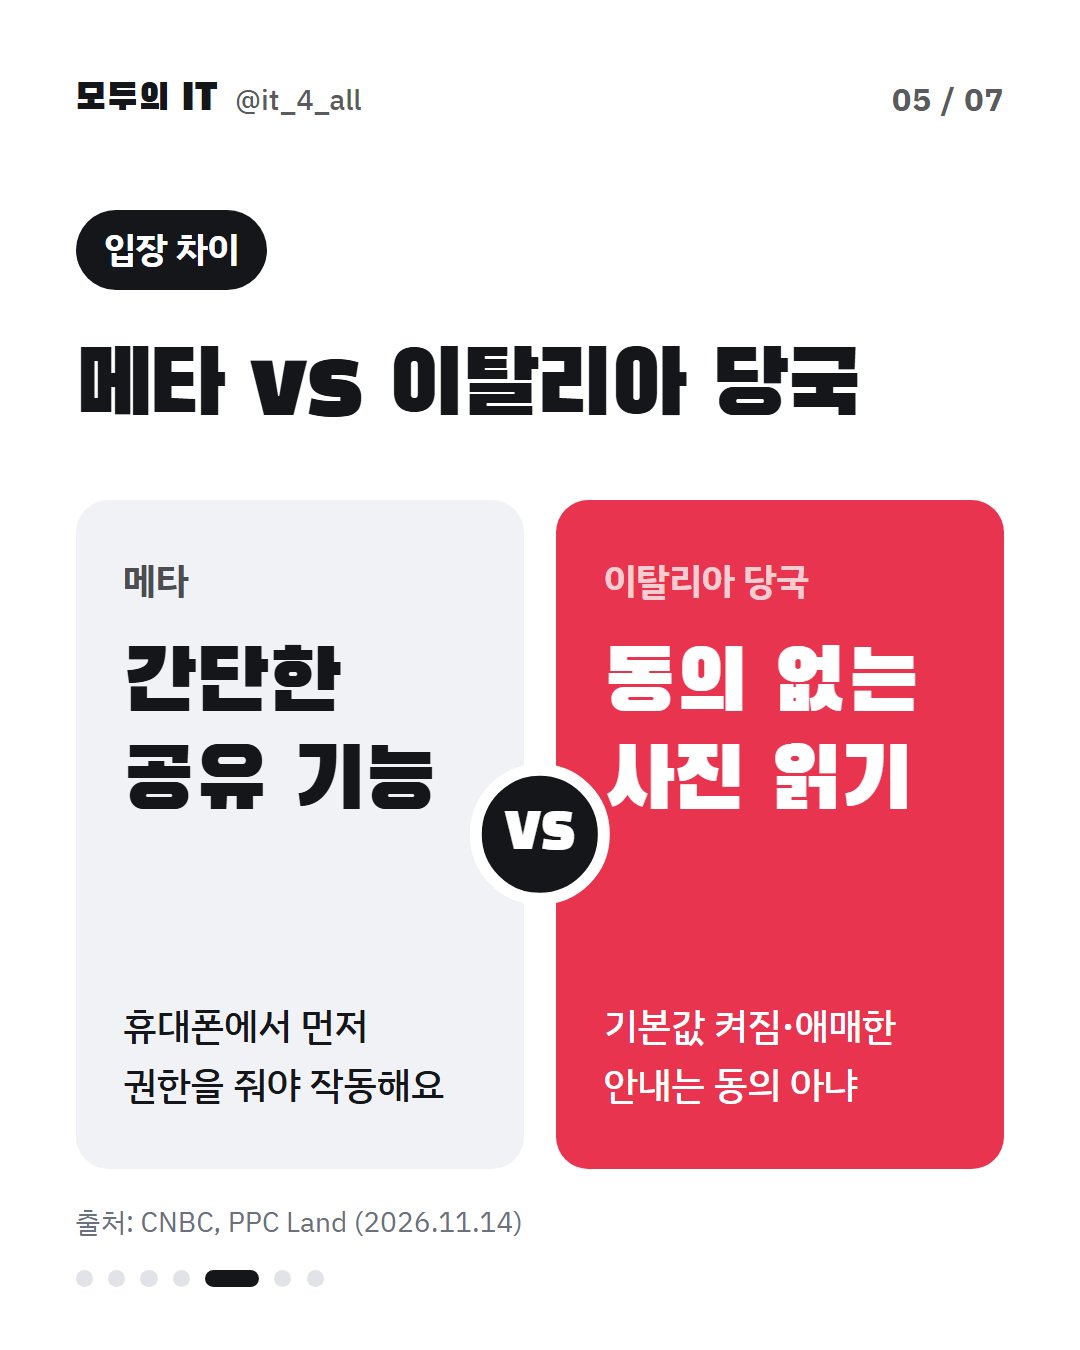 모두의 IT @it_4_all
05 / 07
입장 차이
메타 vs 이탈리아 당국
메타
간단한
공유 기능
휴대폰에서 먼저
권한을 줘야 작동해요
VS
이탈리아 당국
동의 없는
사진 읽기
기본값 켜짐·애매한
안내는 동의 아냐
출처: CNBC, PPC Land (2026.11.14)